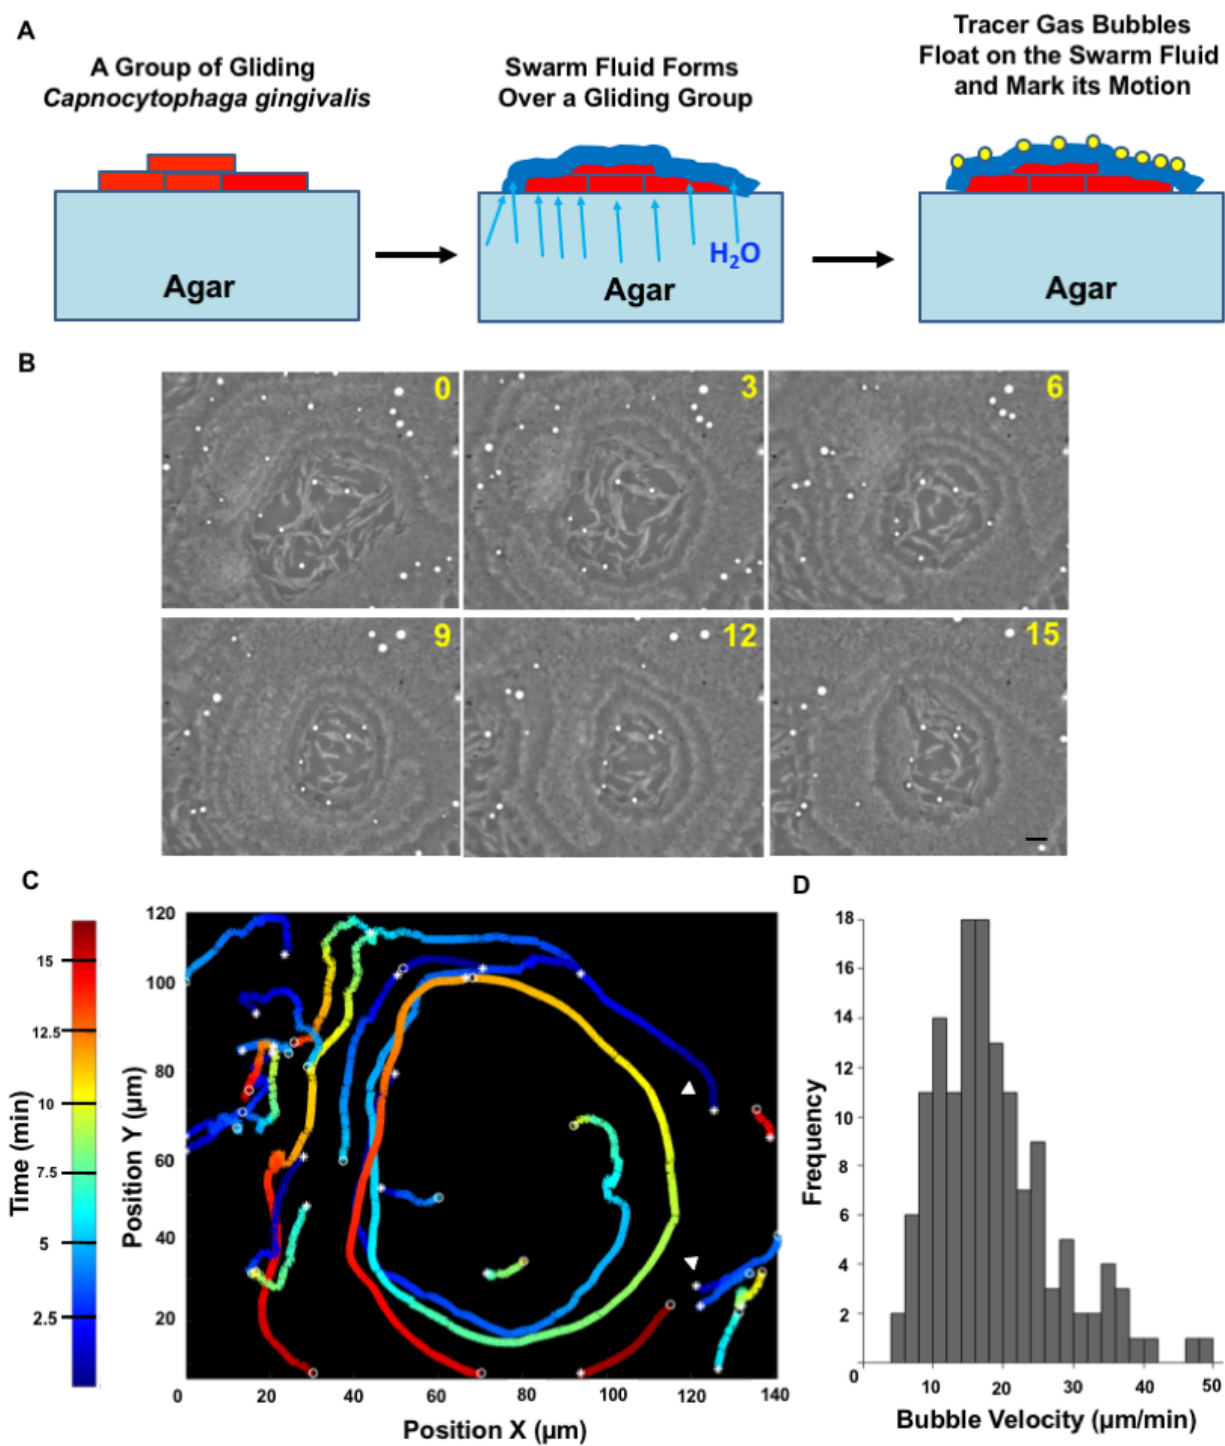 A
A Group of Gliding
Capnocytophaga gingivalis
Swarm Fluid Forms
Over a Gliding Group
Tracer Gas Bubbles
Float on the Swarm Fluid
and Mark its Motion
Agar
H₂O
Agar
Agar
B
0
3
6
9
12
15
C
Time (min)
15
12.5
10
7.5
5
2.5
Position Y (µm)
120
100
80
60
40
20
0
20
40
60
80
100
120
140
Position X (µm)
D
Frequency
18
16
14
12
10
8
6
4
2
0
10
20
30
40
50
Bubble Velocity (µm/min)